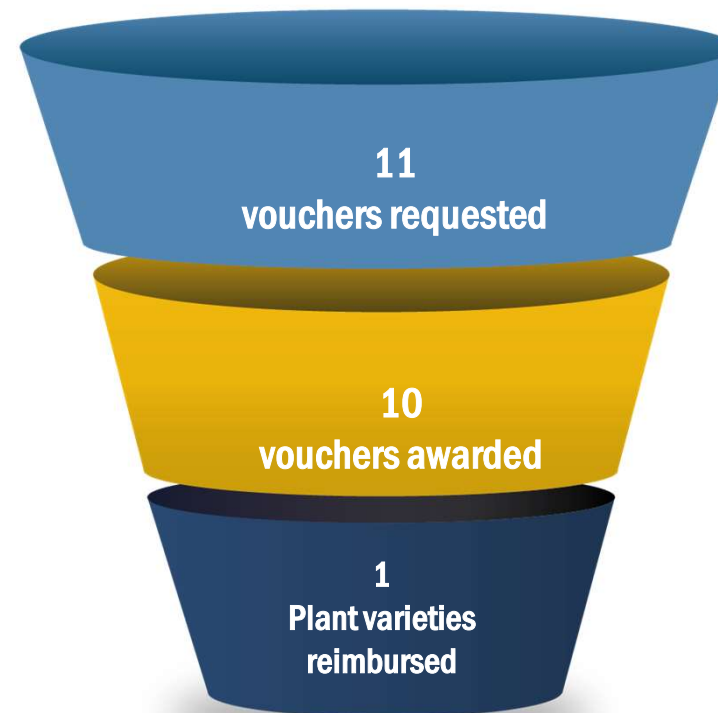 11
vouchers requested
10
vouchers awarded
1
Plant varieties
reimbursed